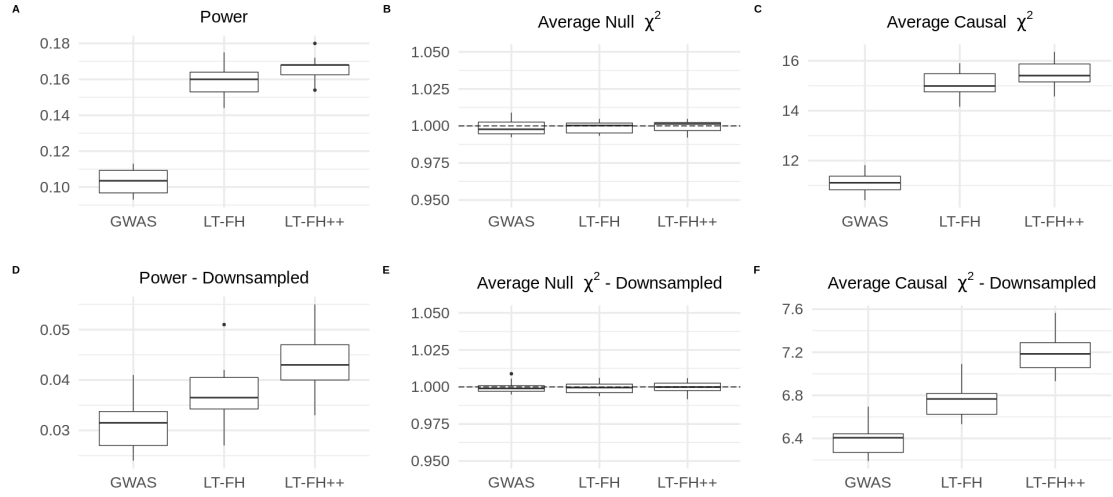 A
Power
0.18
0.16
0.14
0.12
0.10
GWAS LT-FH LT-FH++
B
Average Null χ²
1.050
1.025
1.000
0.975
0.950
GWAS LT-FH LT-FH++
C
Average Causal χ²
16
14
12
GWAS LT-FH LT-FH++
D
Power - Downsampled
0.05
0.04
0.03
GWAS LT-FH LT-FH++
E
Average Null χ² - Downsampled
1.050
1.025
1.000
0.975
0.950
GWAS LT-FH LT-FH++
F
Average Causal χ² - Downsampled
7.6
7.2
6.8
6.4
GWAS LT-FH LT-FH++